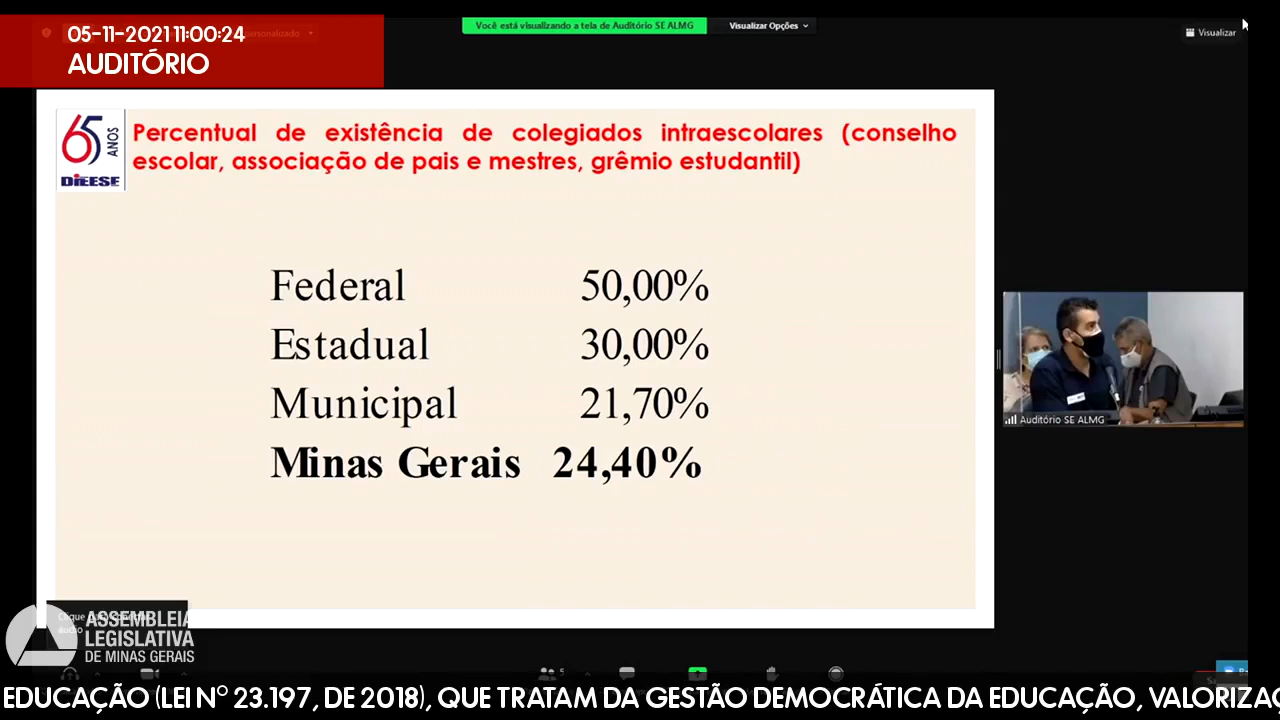 05-11-2021 11:00:24
AUDITÓRIO
Você está visualizando a tela de Auditório SE ALMG
Visualizar Opções
Visualizar
65
ANOS
DIEESE
Percentual de existência de colegiados intraescolares (conselho
escolar, associação de pais e mestres, grêmio estudantil)
Federal 50,00%
Estadual 30,00%
Municipal 21,70%
Minas Gerais 24,40%
Auditório SE ALMG
ASSEMBLEIA
LEGISLATIVA
DE MINAS GERAIS
EDUCAÇÃO (LEI Nº 23.197, DE 2018), QUE TRATAM DA GESTÃO DEMOCRÁTICA DA EDUCAÇÃO, VALORIZAÇ